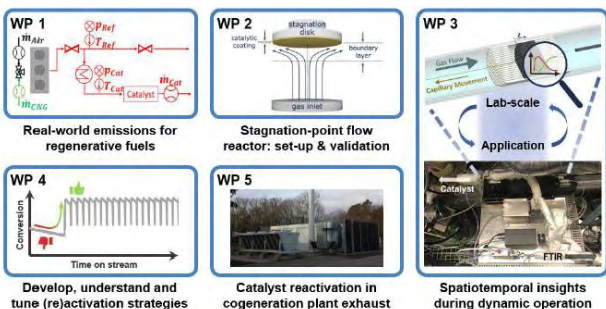 WP 1
ṁAir
ṁCNG
pRef
TRef
pCat
TCat
Catalyst
ṁCat
Real-world emissions for
regenerative fuels
WP 2
stagnation
disk
catalytic
coating
boundary
layer
gas inlet
Stagnation-point flow
reactor: set-up & validation
WP 3
Gas Flow
Capillary Movement
Lab-scale
Application
Catalyst
FTIR
Spatiotemporal insights
during dynamic operation
WP 4
Conversion
Time on stream
Develop, understand and
tune (re)activation strategies
WP 5
Catalyst reactivation in
cogeneration plant exhaust